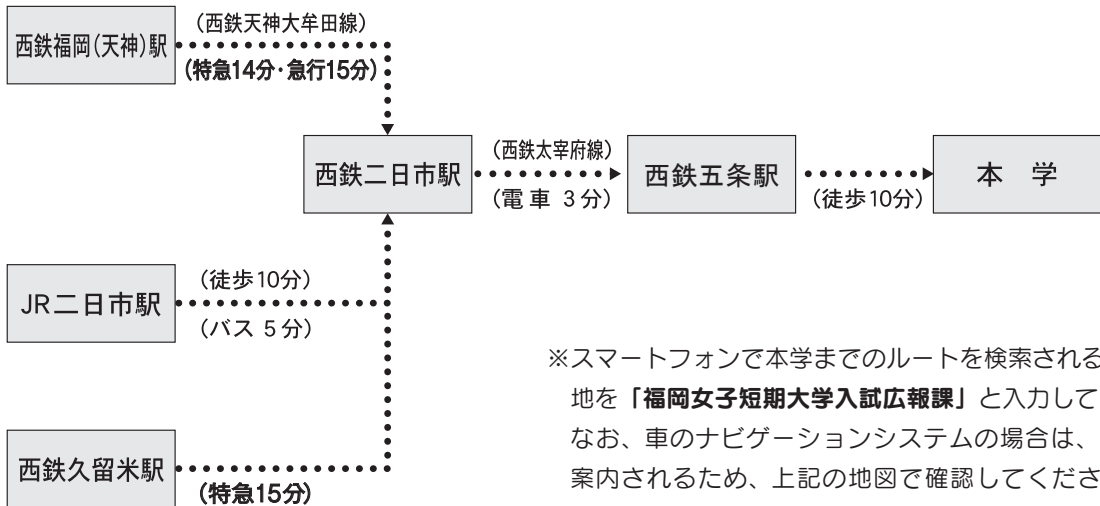 西鉄福岡(天神)駅
(西鉄天神大牟田線)
(特急14分・急行15分)
西鉄二日市駅
(西鉄太宰府線)
(電車 3分)
西鉄五条駅
(徒歩10分)
本 学
JR二日市駅
(徒歩10分)
(バス 5分)
西鉄久留米駅
(特急15分)
※スマートフォンで本学までのルートを検索される
地を「福岡女子短期大学入試広報課」と入力して
なお、車のナビゲーションシステムの場合は、
案内されるため、上記の地図で確認してくださ